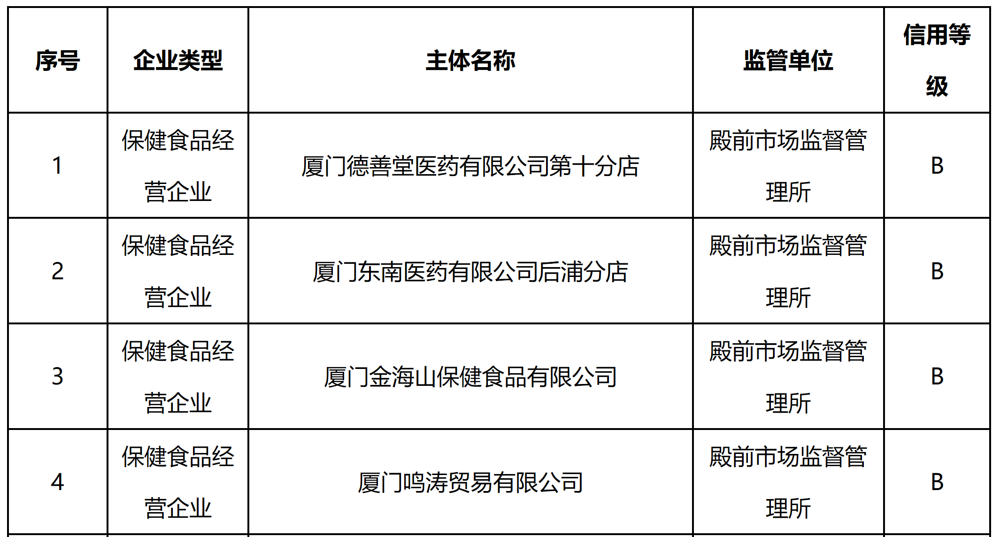 序号 企业类型 主体名称 监管单位 信用等
级
1 保健食品经
营企业 厦门德善堂医药有限公司第十分店 殿前市场监督管
理所 B
2 保健食品经
营企业 厦门东南医药有限公司后浦分店 殿前市场监督管
理所 B
3 保健食品经
营企业 厦门金海山保健食品有限公司 殿前市场监督管
理所 B
4 保健食品经
营企业 厦门鸣涛贸易有限公司 殿前市场监督管
理所 B